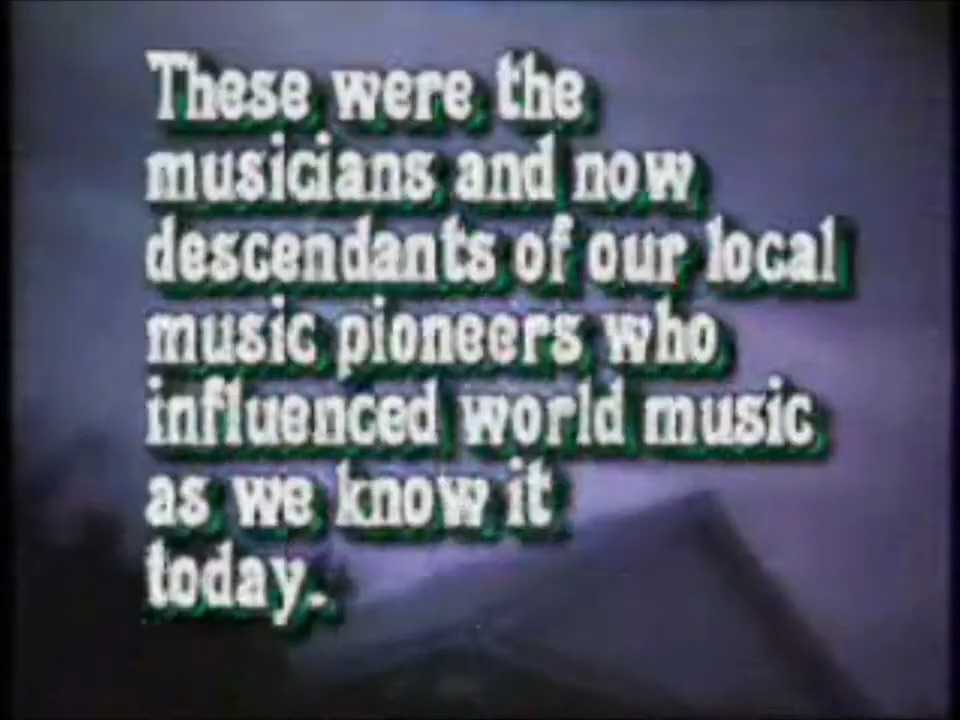 These were the
musicians and now
descendants of our local
music pioneers who
influenced world music
as we know it
today.